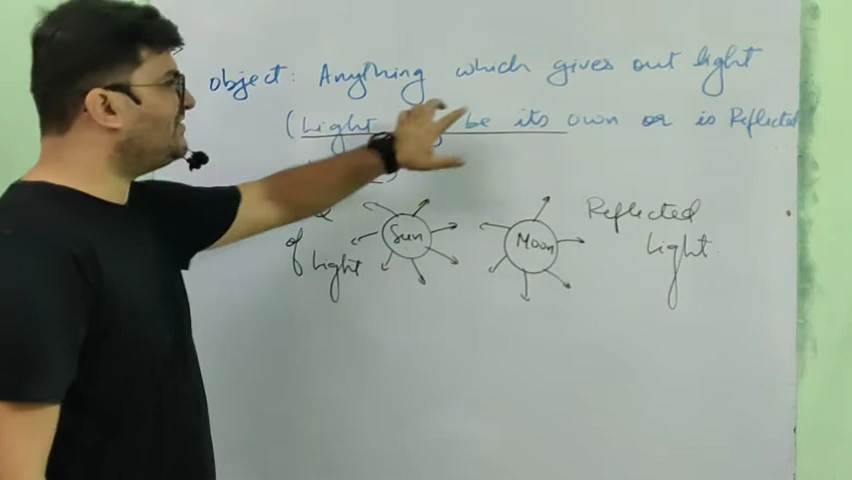 object: Anything which gives out light
(Light be its own or is Reflected
of Light
Sun
Moon
Reflected
Light